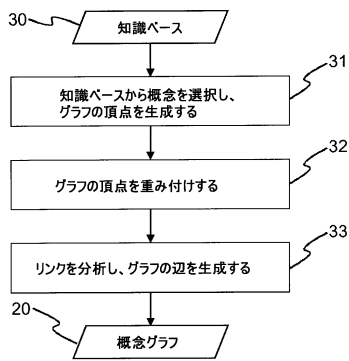 30
知識ベース
31
知識ベースから概念を選択し、
グラフの頂点を生成する
32
グラフの頂点を重み付けする
33
リンクを分析し、グラフの辺を生成する
20
概念グラフ